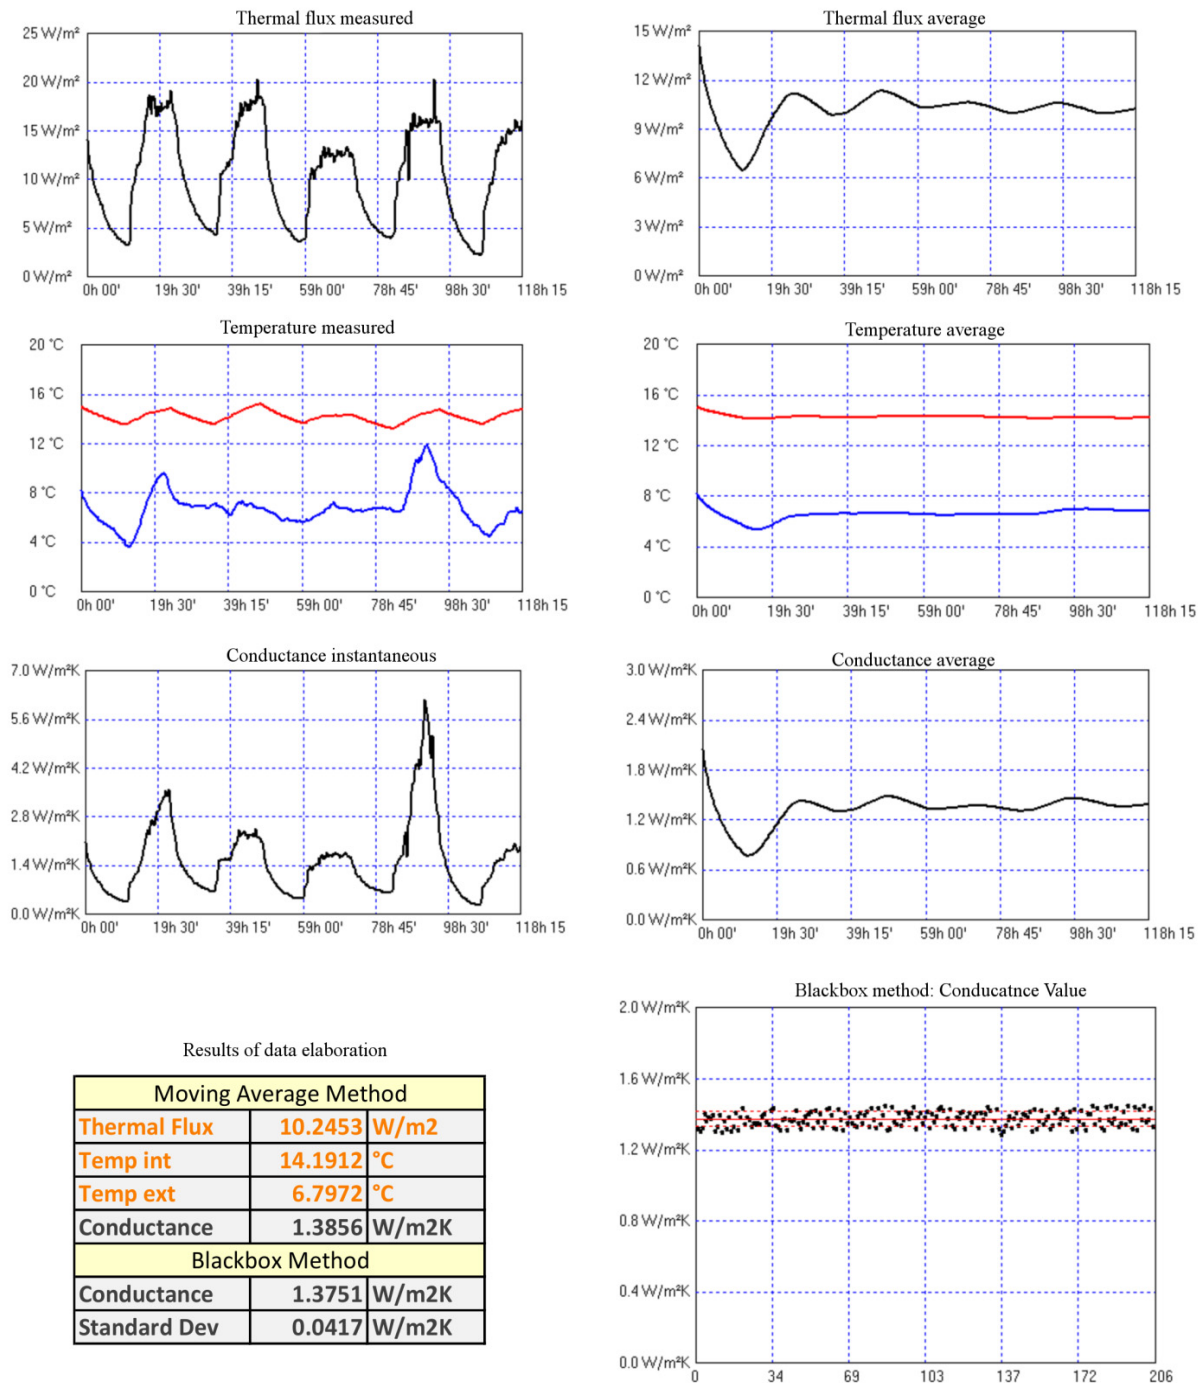 Thermal flux measured
25 W/m²
20 W/m²
15 W/m²
10 W/m²
5 W/m²
0 W/m²
0h 00' 19h 30' 39h 15' 59h 00' 78h 45' 98h 30' 118h 15
Thermal flux average
15 W/m²
12 W/m²
9 W/m²
6 W/m²
3 W/m²
0 W/m²
0h 00' 19h 30' 39h 15' 59h 00' 78h 45' 98h 30' 118h 15
Temperature measured
20 °C
16 °C
12 °C
8 °C
4 °C
0 °C
0h 00' 19h 30' 39h 15' 59h 00' 78h 45' 98h 30' 118h 15
Temperature average
20 °C
16 °C
12 °C
8 °C
4 °C
0 °C
0h 00' 19h 30' 39h 15' 59h 00' 78h 45' 98h 30' 118h 15
Conductance instantaneous
7.0 W/m²K
5.6 W/m²K
4.2 W/m²K
2.8 W/m²K
1.4 W/m²K
0.0 W/m²K
0h 00' 19h 30' 39h 15' 59h 00' 78h 45' 98h 30' 118h 15
Conductance average
3.0 W/m²K
2.4 W/m²K
1.8 W/m²K
1.2 W/m²K
0.6 W/m²K
0.0 W/m²K
0h 00' 19h 30' 39h 15' 59h 00' 78h 45' 98h 30' 118h 15
Results of data elaboration
Moving Average Method
Thermal Flux 10.2453 W/m2
Temp int 14.1912 °C
Temp ext 6.7972 °C
Conductance 1.3856 W/m2K
Blackbox Method
Conductance 1.3751 W/m2K
Standard Dev 0.0417 W/m2K
Blackbox method: Conducatnce Value
2.0 W/m²K
1.6 W/m²K
1.2 W/m²K
0.8 W/m²K
0.4 W/m²K
0.0 W/m²K
0 34 69 103 137 172 206